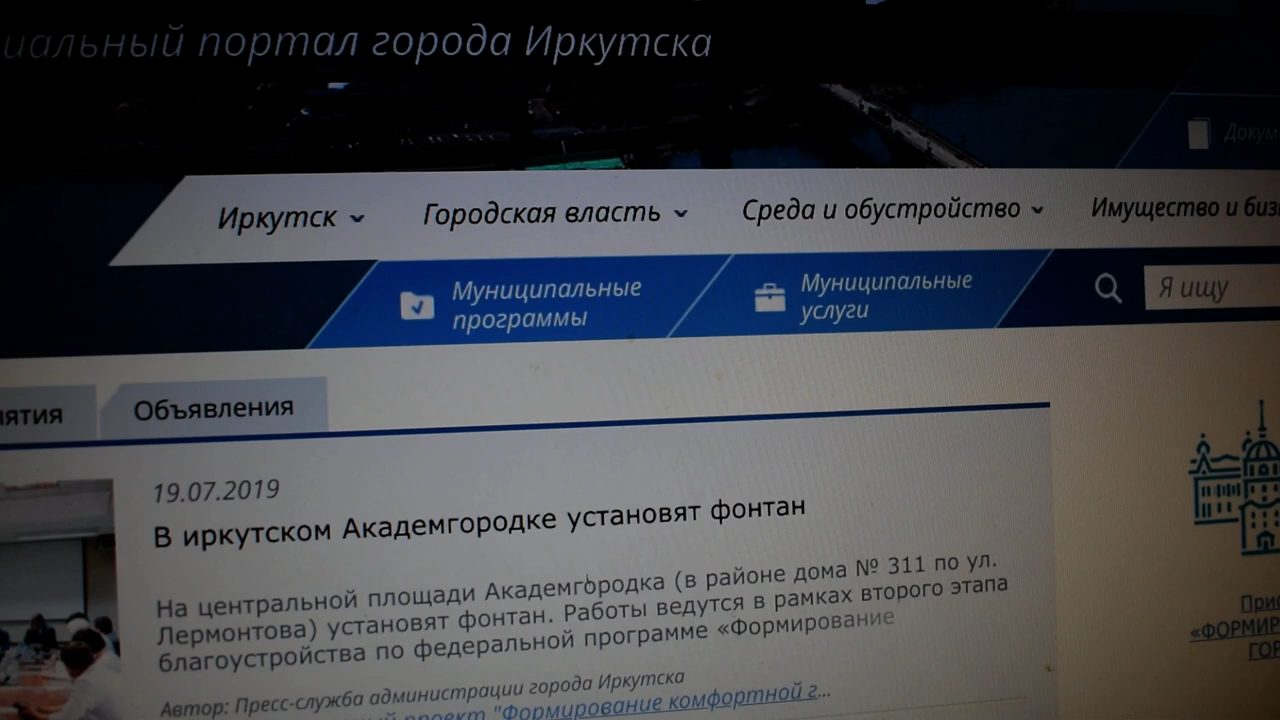 иальный портал города Иркутска
Докум
Иркутск
Городская власть
Среда и обустройство
Имущество и биз
Муниципальные
программы
Муниципальные
услуги
Я ищу
ятия
Объявления
19.07.2019
В иркутском Академгородке установят фонтан
На центральной площади Академгородка (в районе дома № 311 по ул.
Лермонтова) установят фонтан. Работы ведутся в рамках второго этапа
благоустройства по федеральной программе «Формирование
Автор: Пресс-служба администрации города Иркутска
проект "Формирование комфортной г...
«ФОРМИР
ГОР